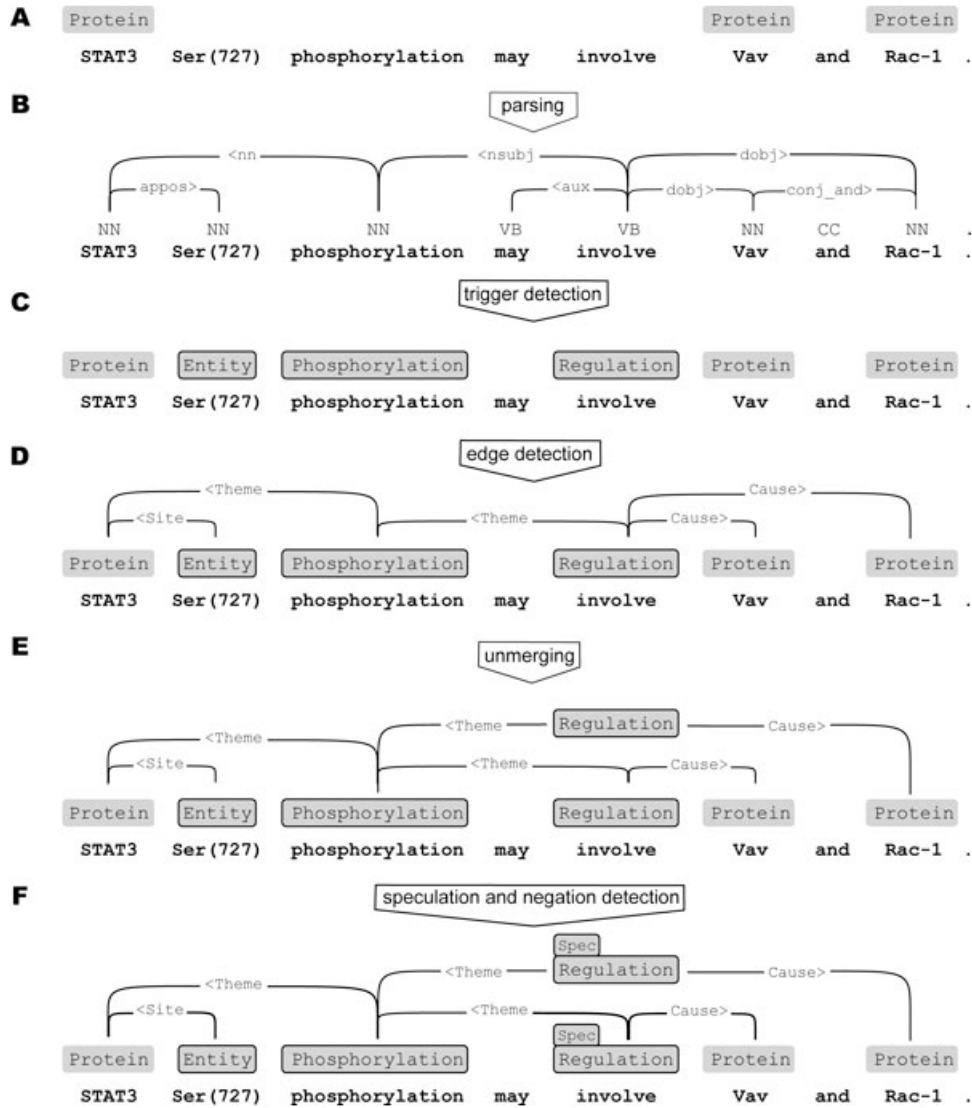 A
Protein Protein Protein
STAT3 Ser(727) phosphorylation may involve Vav and Rac-1 .
B
parsing
<nn <nsubj dobj>
appos> <aux dobj> conj_and>
NN NN NN VB VB NN CC NN .
STAT3 Ser(727) phosphorylation may involve Vav and Rac-1 .
C
trigger detection
Protein Entity Phosphorylation Regulation Protein Protein
STAT3 Ser(727) phosphorylation may involve Vav and Rac-1 .
D
edge detection
<Theme Cause>
<Site <Theme Cause>
Protein Entity Phosphorylation Regulation Protein Protein
STAT3 Ser(727) phosphorylation may involve Vav and Rac-1 .
E
unmerging
<Theme Regulation Cause>
<Theme
<Site <Theme Cause>
Protein Entity Phosphorylation Regulation Protein Protein
STAT3 Ser(727) phosphorylation may involve Vav and Rac-1 .
F
speculation and negation detection
Spec
<Theme Regulation Cause>
<Theme
<Site <Theme Cause>
Spec
Protein Entity Phosphorylation Regulation Protein Protein
STAT3 Ser(727) phosphorylation may involve Vav and Rac-1 .